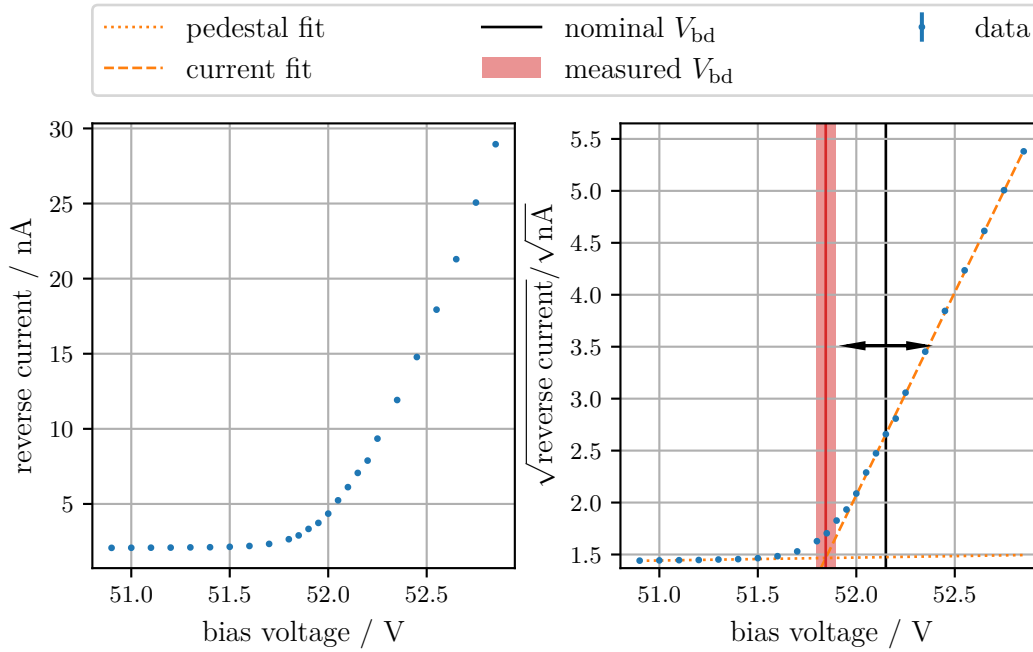 pedestal fit
current fit
nominal V_bd
measured V_bd
data
reverse current / nA
30
25
20
15
10
5
51.0 51.5 52.0 52.5
bias voltage / V
√reverse current/√nA
5.5
5.0
4.5
4.0
3.5
3.0
2.5
2.0
1.5
51.0 51.5 52.0 52.5
bias voltage / V